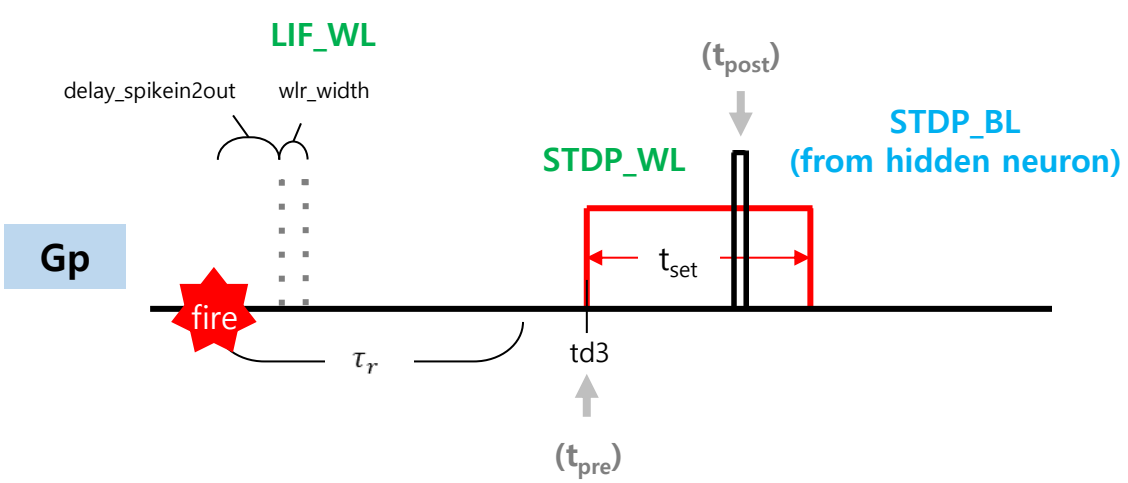 LIF_WL
delay_spikein2out
wlr_width
(tpost)
STDP_BL
(from hidden neuron)
STDP_WL
Gp
tset
fire
τr
td3
(tpre)